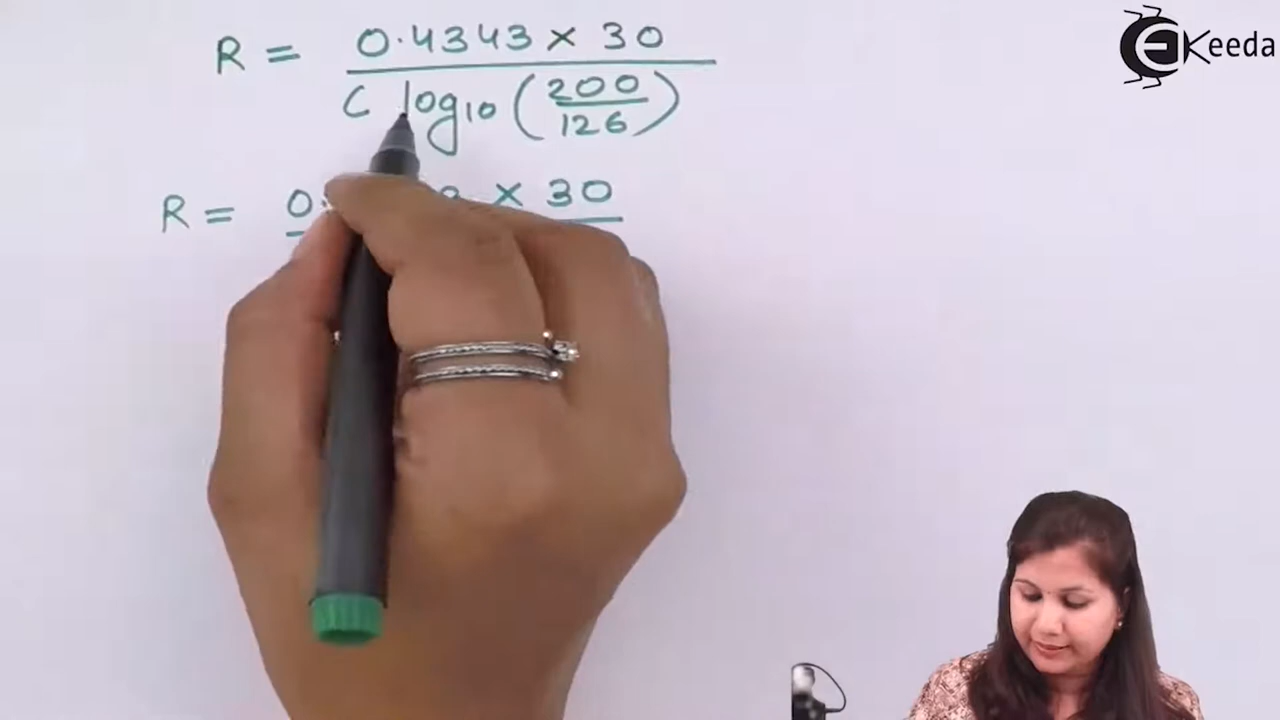 R = 0.4343 × 30
C log10 (200/126)
R = 0. × 30
Keeda